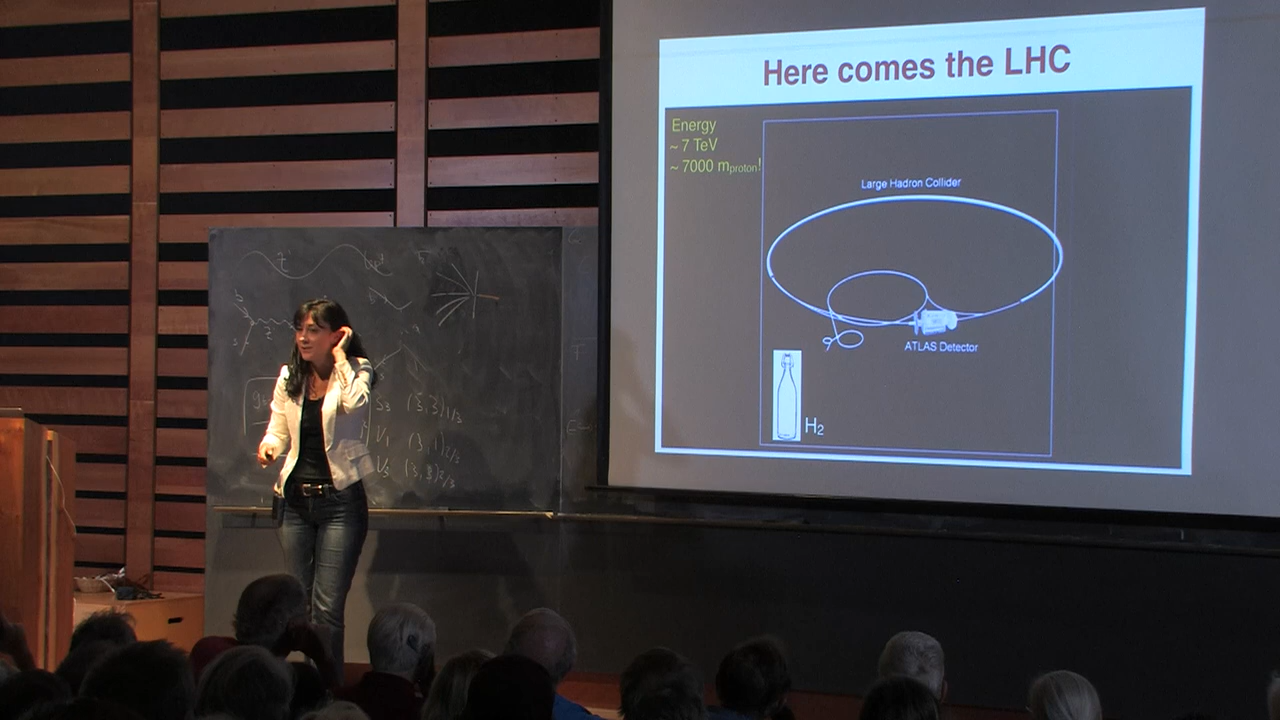 Here comes the LHC
Energy
~ 7 TeV
~ 7000 mproton!
Large Hadron Collider
ATLAS Detector
H2
Z'
b
s
Z'
S3 (3,3)1/3
V1 (3,1)2/3
V3 (3,3)2/3